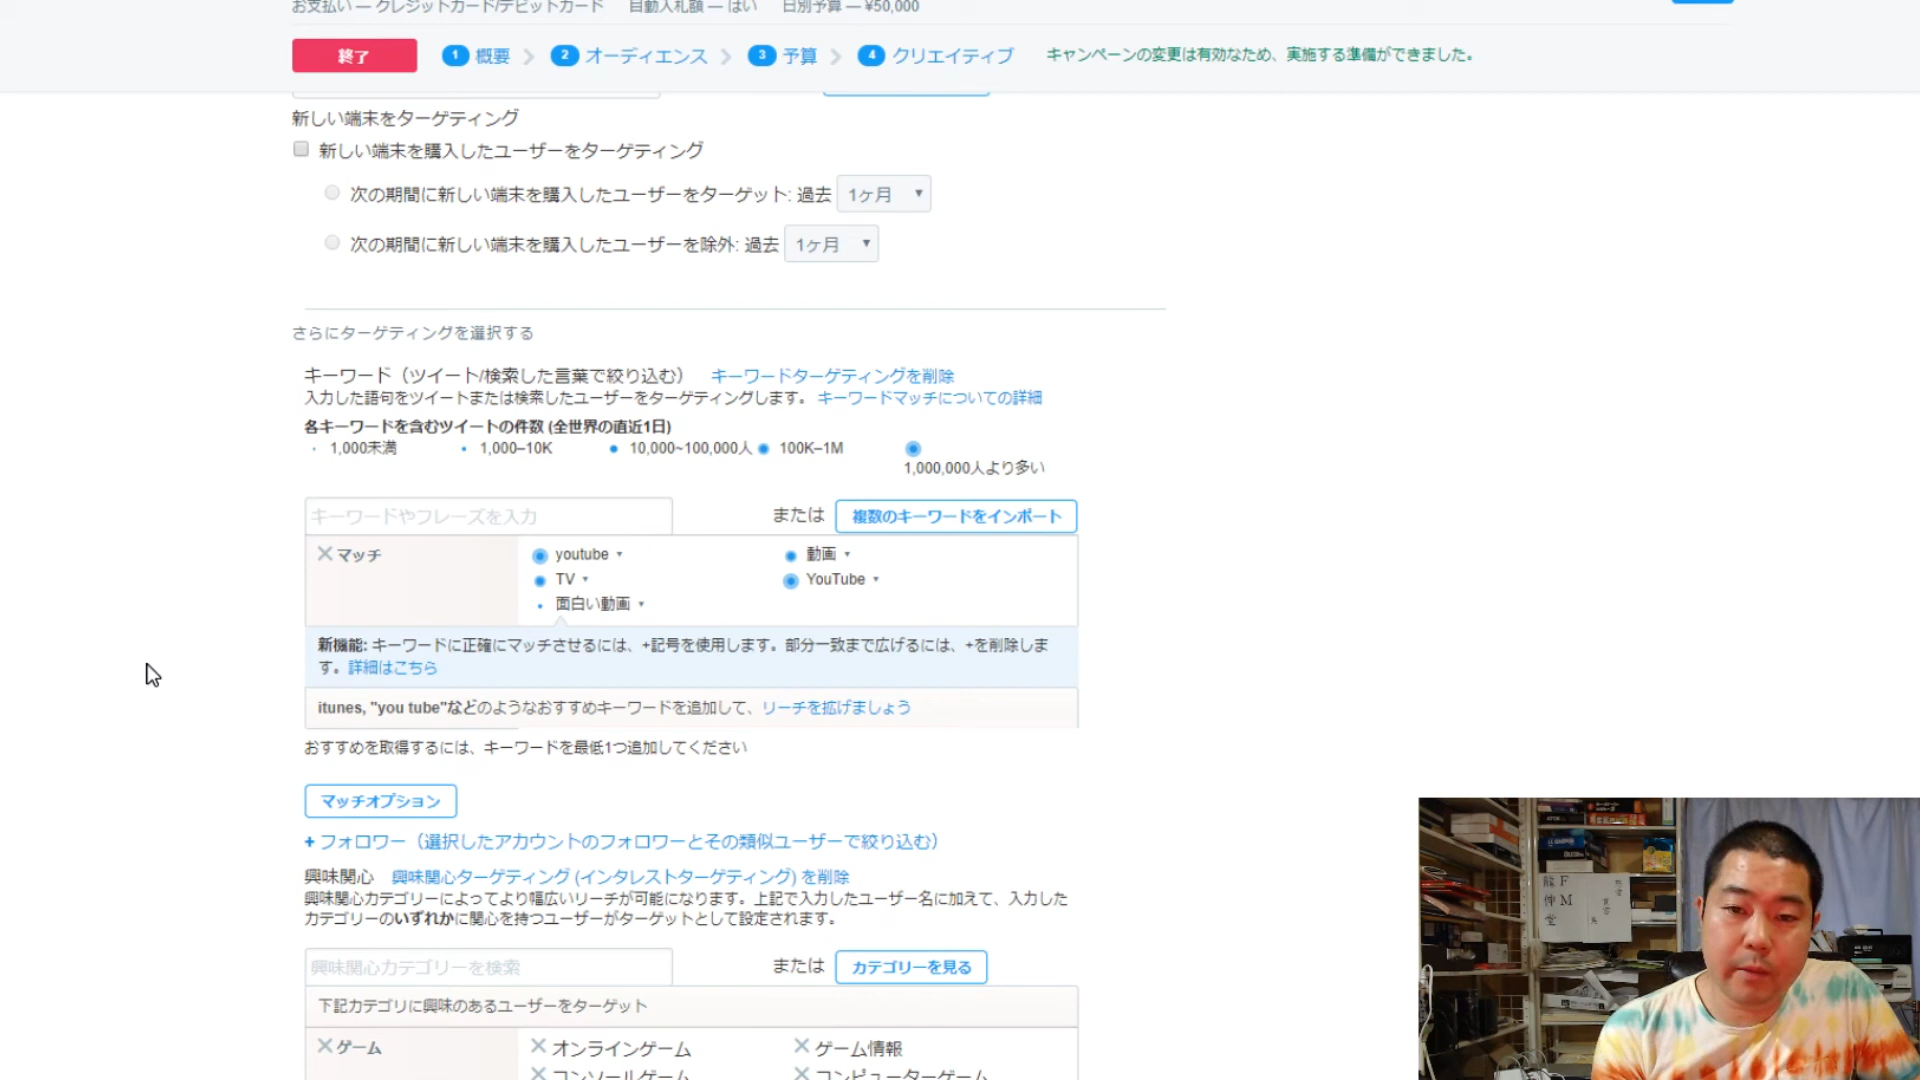 お支払い — クレジットカード/デビットカード 自動入札額 — はい 日別予算 — ¥50,000
終了 1 概要 2 オーディエンス 3 予算 4 クリエイティブ キャンペーンの変更は有効なため、実施する準備ができました。
新しい端末をターゲティング
新しい端末を購入したユーザーをターゲティング
次の期間に新しい端末を購入したユーザーをターゲット: 過去 1ヶ月
次の期間に新しい端末を購入したユーザーを除外: 過去 1ヶ月
さらにターゲティングを選択する
キーワード（ツイート/検索した言葉で絞り込む） キーワードターゲティングを削除
入力した語句をツイートまたは検索したユーザーをターゲティングします。 キーワードマッチについての詳細
各キーワードを含むツイートの件数 (全世界の直近1日)
1,000未満 1,000–10K 10,000~100,000人 100K–1M
1,000,000人より多い
キーワードやフレーズを入力 または 複数のキーワードをインポート
マッチ youtube 動画
TV YouTube
面白い動画
新機能: キーワードに正確にマッチさせるには、+記号を使用します。部分一致まで広げるには、+を削除しま
す。詳細はこちら
itunes, "you tube"などのようなおすすめキーワードを追加して、リーチを拡げましょう
おすすめを取得するには、キーワードを最低1つ追加してください
マッチオプション
+ フォロワー（選択したアカウントのフォロワーとその類似ユーザーで絞り込む）
興味関心 興味関心ターゲティング (インタレストターゲティング) を削除
興味関心カテゴリーによってより幅広いリーチが可能になります。上記で入力したユーザー名に加えて、入力した
カテゴリーのいずれかに関心を持つユーザーがターゲットとして設定されます。
興味関心カテゴリーを検索 または カテゴリーを見る
下記カテゴリに興味のあるユーザーをターゲット
ゲーム オンラインゲーム ゲーム情報
コンソールゲーム コンピューターゲーム